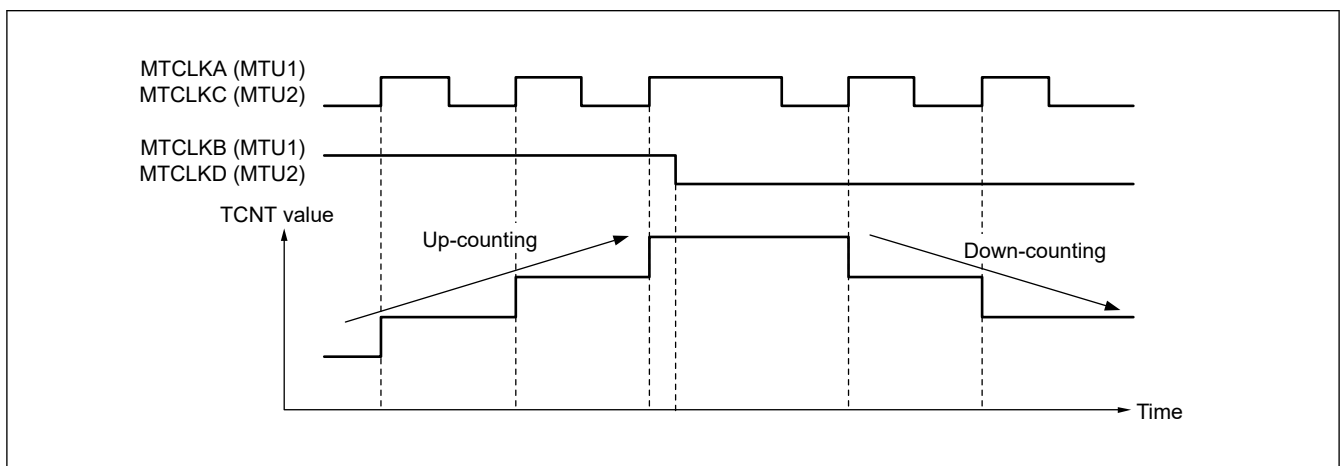 MTCLKA (MTU1)
MTCLKC (MTU2)
MTCLKB (MTU1)
MTCLKD (MTU2)
TCNT value
Up-counting
Down-counting
Time